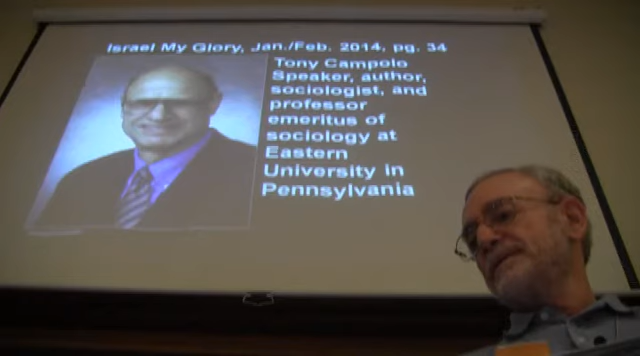 Israel My Glory, Jan./Feb. 2014, pg. 34
Tony Campolo
Speaker, author,
sociologist, and
professor
emeritus of
sociology at
Eastern
University in
Pennsylvania